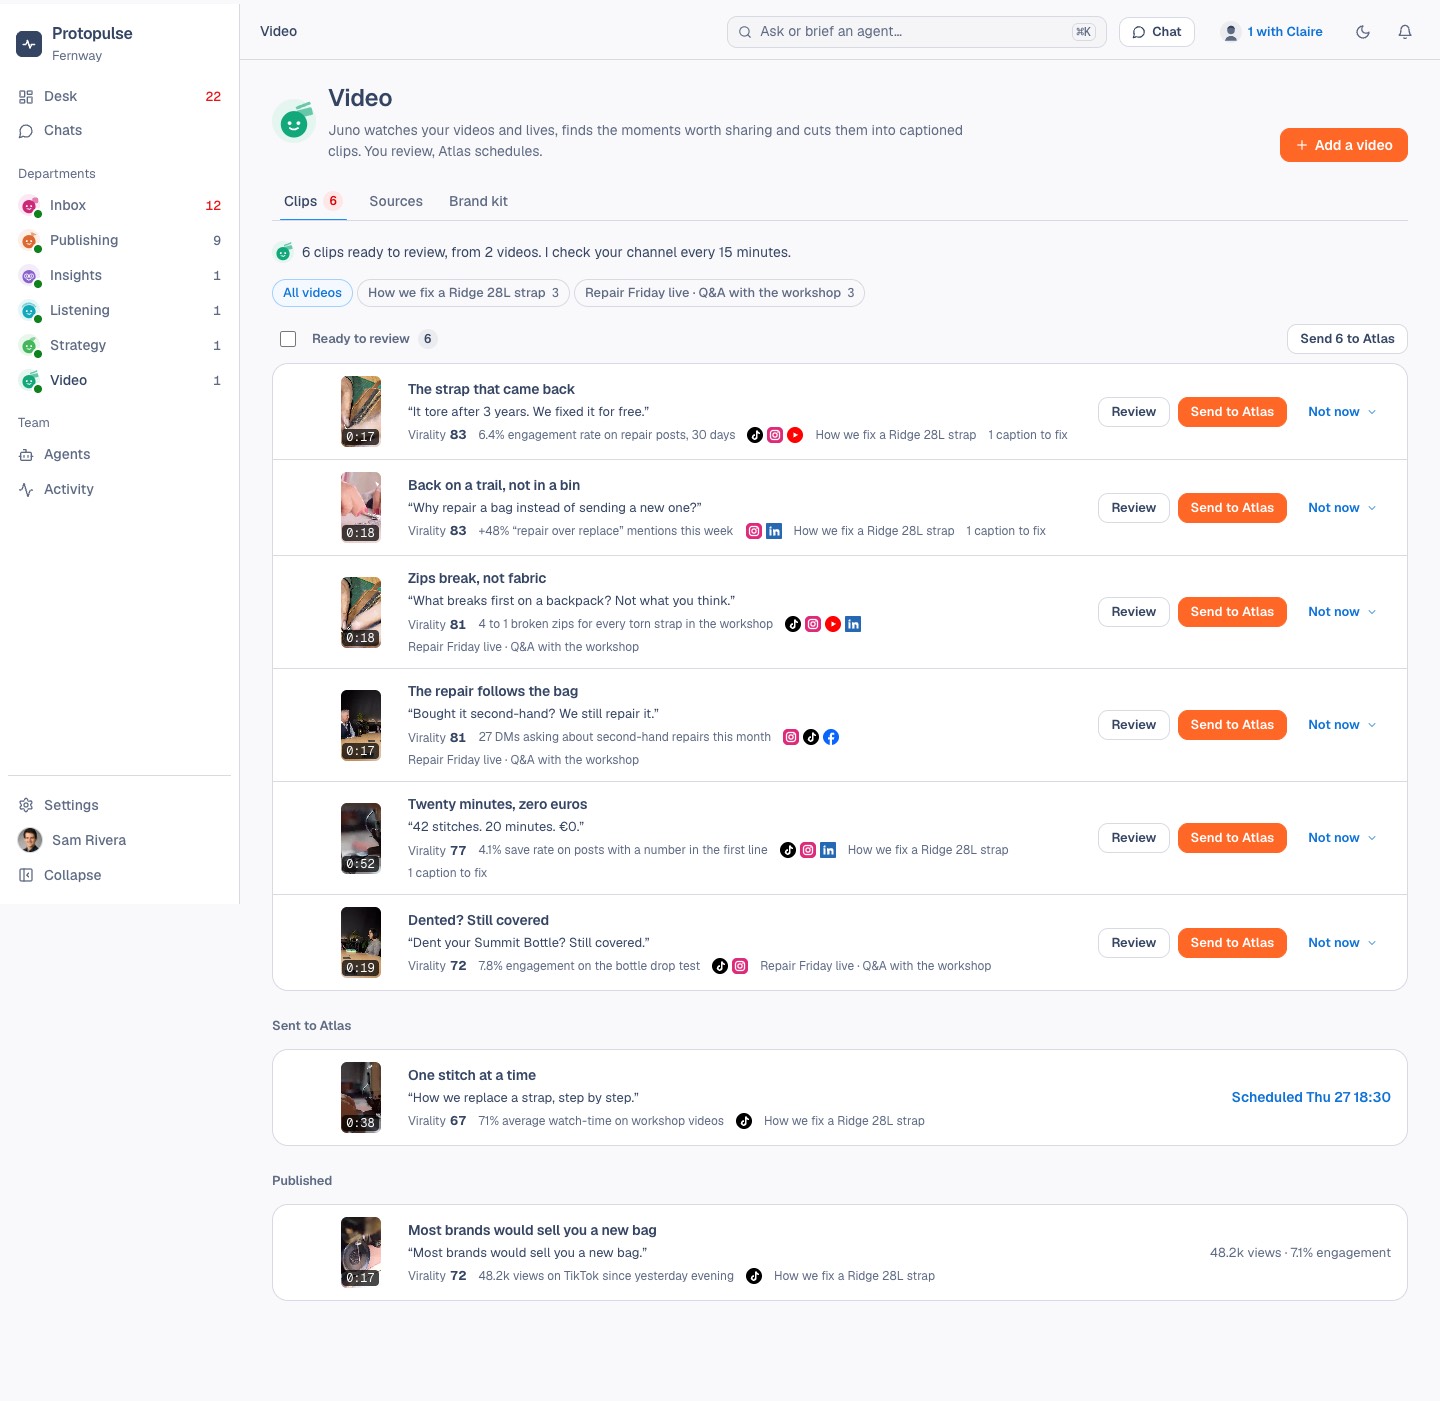 Protopulse
Fernway
Desk 22
Chats
Departments
Inbox 12
Publishing 9
Insights 1
Listening 1
Strategy 1
Video 1
Team
Agents
Activity
Settings
Sam Rivera
Collapse
Video
Ask or brief an agent...
⌘K
Chat
1 with Claire
Video
Juno watches your videos and lives, finds the moments worth sharing and cuts them into captioned
clips. You review, Atlas schedules.
+ Add a video
Clips 6
Sources
Brand kit
6 clips ready to review, from 2 videos. I check your channel every 15 minutes.
All videos
How we fix a Ridge 28L strap 3
Repair Friday live · Q&A with the workshop 3
Ready to review 6
Send 6 to Atlas
0:17
The strap that came back
“It tore after 3 years. We fixed it for free.”
Virality 83 6.4% engagement rate on repair posts, 30 days How we fix a Ridge 28L strap 1 caption to fix
Review Send to Atlas Not now
0:18
Back on a trail, not in a bin
“Why repair a bag instead of sending a new one?”
Virality 83 +48% “repair over replace” mentions this week How we fix a Ridge 28L strap 1 caption to fix
Review Send to Atlas Not now
0:18
Zips break, not fabric
“What breaks first on a backpack? Not what you think.”
Virality 81 4 to 1 broken zips for every torn strap in the workshop
Repair Friday live · Q&A with the workshop
Review Send to Atlas Not now
0:17
The repair follows the bag
“Bought it second-hand? We still repair it.”
Virality 81 27 DMs asking about second-hand repairs this month
Repair Friday live · Q&A with the workshop
Review Send to Atlas Not now
0:52
Twenty minutes, zero euros
“42 stitches. 20 minutes. €0.”
Virality 77 4.1% save rate on posts with a number in the first line How we fix a Ridge 28L strap
1 caption to fix
Review Send to Atlas Not now
0:19
Dented? Still covered
“Dent your Summit Bottle? Still covered.”
Virality 72 7.8% engagement on the bottle drop test Repair Friday live · Q&A with the workshop
Review Send to Atlas Not now
Sent to Atlas
0:38
One stitch at a time
“How we replace a strap, step by step.”
Virality 67 71% average watch-time on workshop videos How we fix a Ridge 28L strap
Scheduled Thu 27 18:30
Published
0:17
Most brands would sell you a new bag
“Most brands would sell you a new bag.”
Virality 72 48.2k views on TikTok since yesterday evening How we fix a Ridge 28L strap
48.2k views · 7.1% engagement